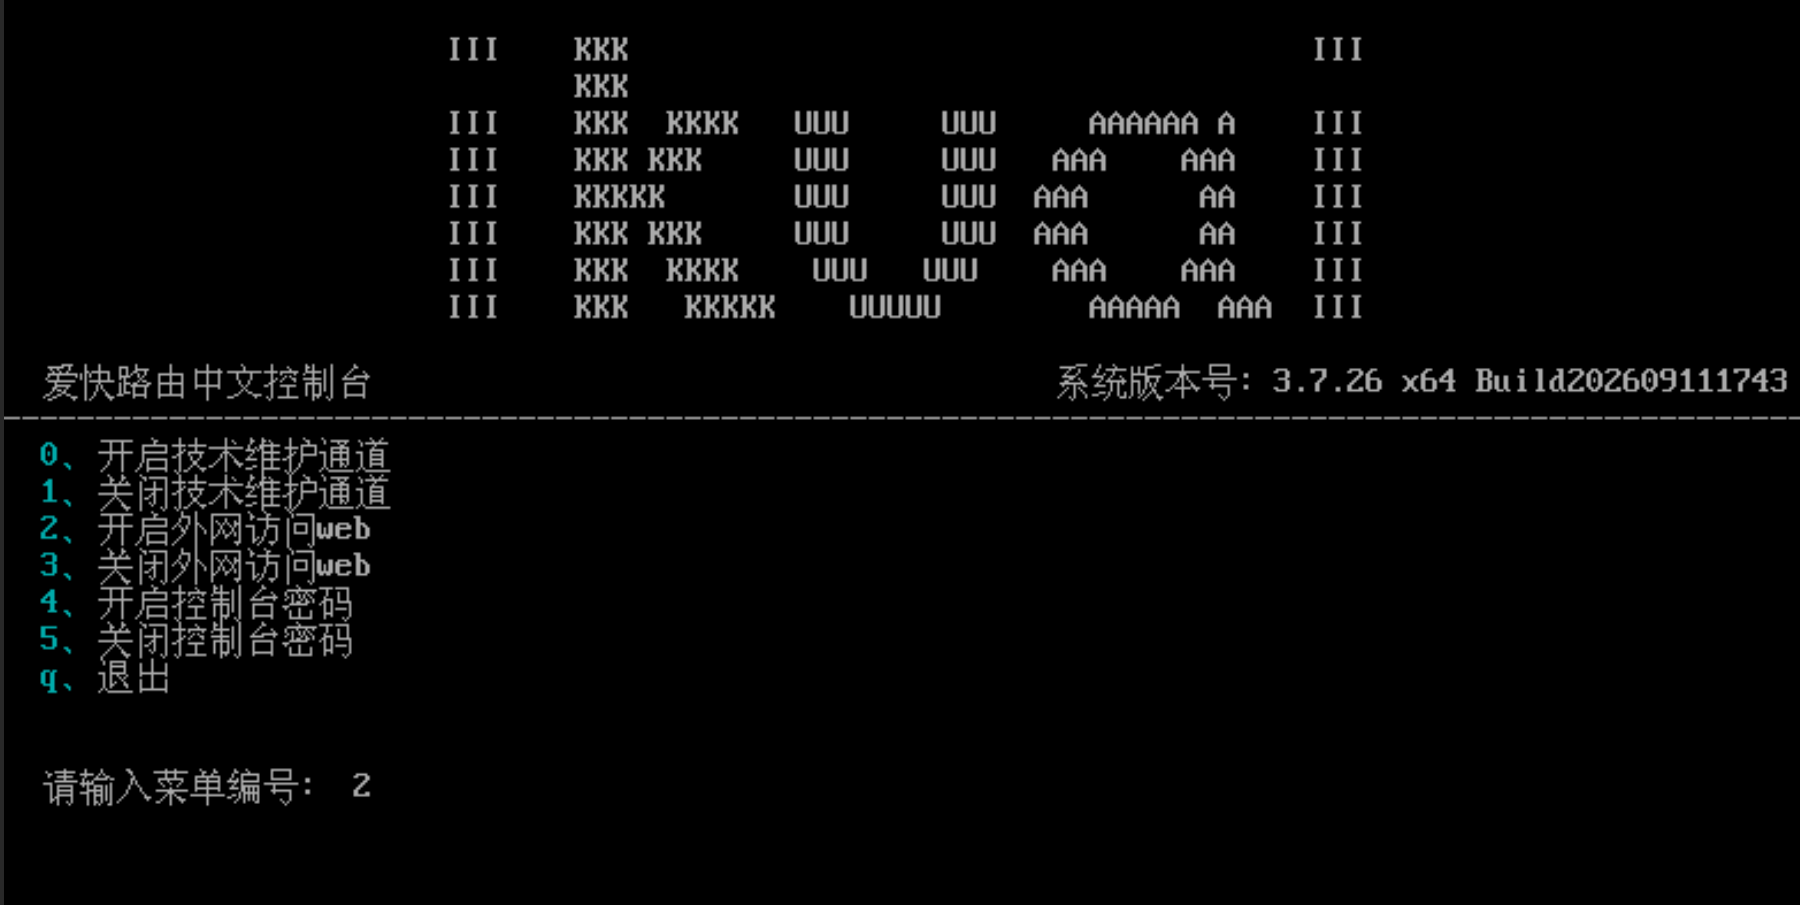 III    KKK                                     III
       KKK
III    KKK  KKKK   UUU     UUU     AAAAAA A    III
III    KKK KKK     UUU     UUU   AAA    AAA    III
III    KKKKK       UUU     UUU  AAA      AA    III
III    KKK KKK     UUU     UUU  AAA      AA    III
III    KKK  KKKK    UUU   UUU    AAA    AAA    III
III    KKK   KKKKK    UUUUU        AAAAA  AAA  III
爱快路由中文控制台 系统版本号: 3.7.26 x64 Build202609111743
0、开启技术维护通道
1、关闭技术维护通道
2、开启外网访问web
3、关闭外网访问web
4、开启控制台密码
5、关闭控制台密码
q、退出
请输入菜单编号: 2